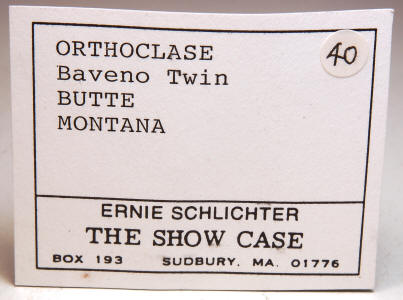 ORTHOCLASE
Baveno Twin
BUTTE
MONTANA
40
ERNIE SCHLICHTER
THE SHOW CASE
BOX 193 SUDBURY, MA. 01776